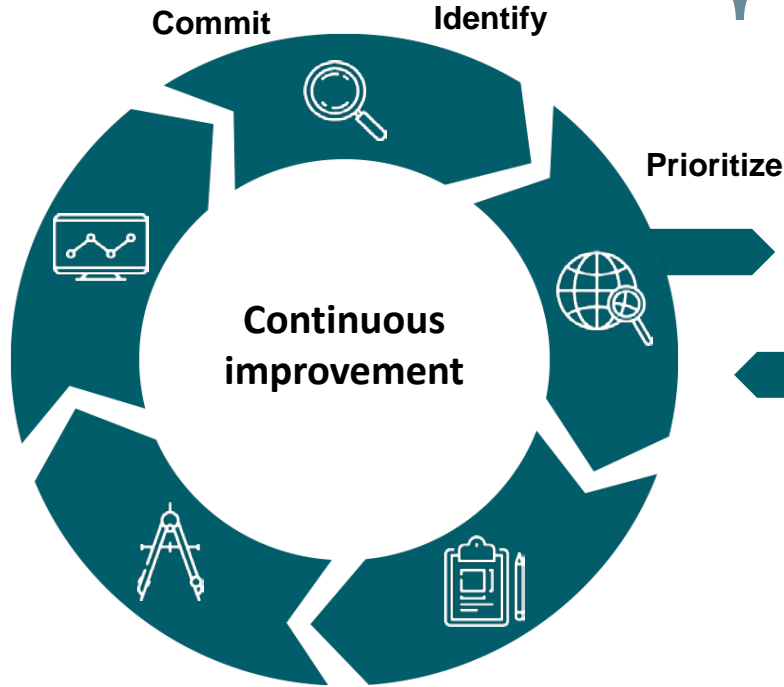 Commit
Identify
Prioritize
Continuous
improvement